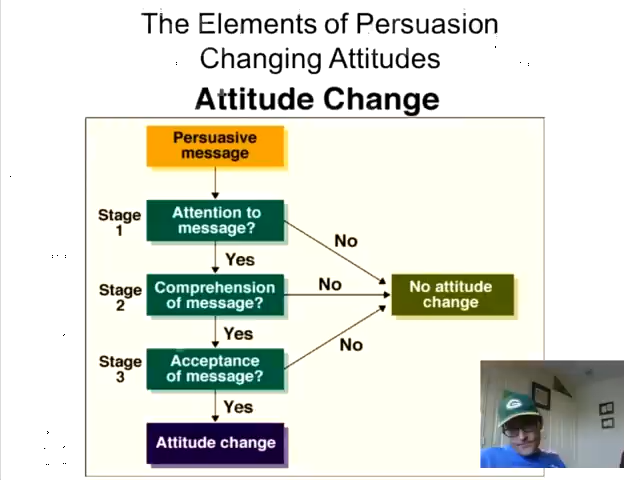 The Elements of Persuasion
Changing Attitudes
Attitude Change
Persuasive
message
Stage
1
Attention to
message?
No
Yes
Stage
2
Comprehension
of message?
No
No attitude
change
Yes
Stage
3
Acceptance
of message?
No
Yes
Attitude change
G